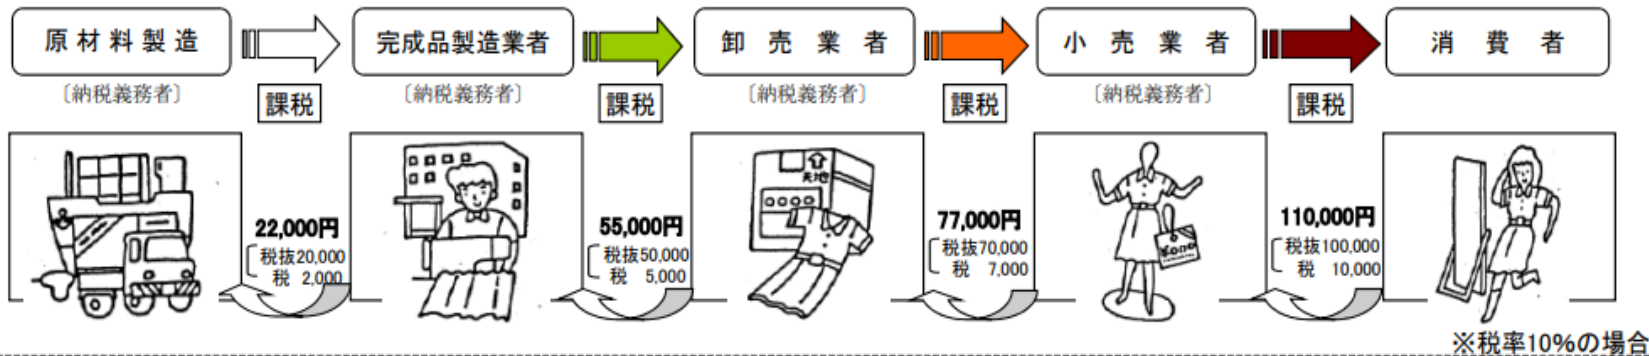 原材料製造
完成品製造業者
卸売業者
小売業者
消費者
〔納税義務者〕
課税
〔納税義務者〕
課税
〔納税義務者〕
課税
〔納税義務者〕
課税
22,000円
税抜20,000
税 2,000
55,000円
税抜50,000
税 5,000
天地
77,000円
税抜70,000
税 7,000
110,000円
税抜100,000
税 10,000
※税率10%の場合